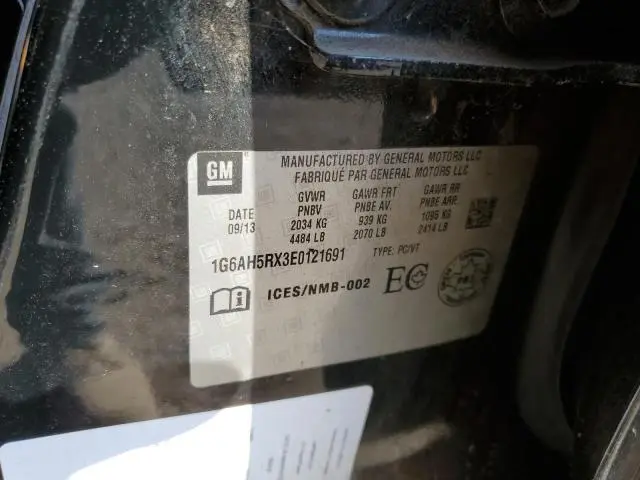 GM
MANUFACTURED BY GENERAL MOTORS LLC
FABRIQUÉ PAR GENERAL MOTORS LLC
DATE
09/13
GVWR
PNBV
2034 KG
4484 LB
GAWR FRT
PNBE AV.
939 KG
2070 LB
GAWR RR
PNBE ARR.
1095 KG
2414 LB
1G6AH5RX3E0121691 TYPE: PC/VT
ICES/NMB-002 EC